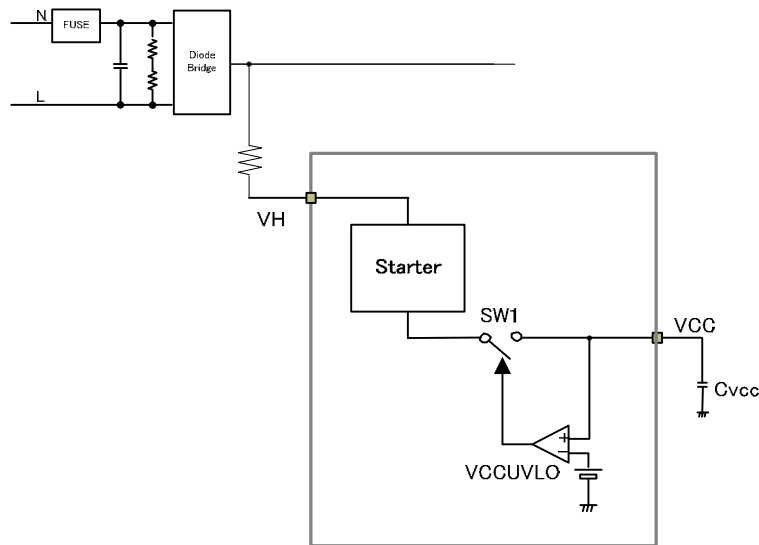 N
FUSE
L
Diode
Bridge
VH
Starter
SW1
VCC
Cvcc
+
−
VCCUVLO